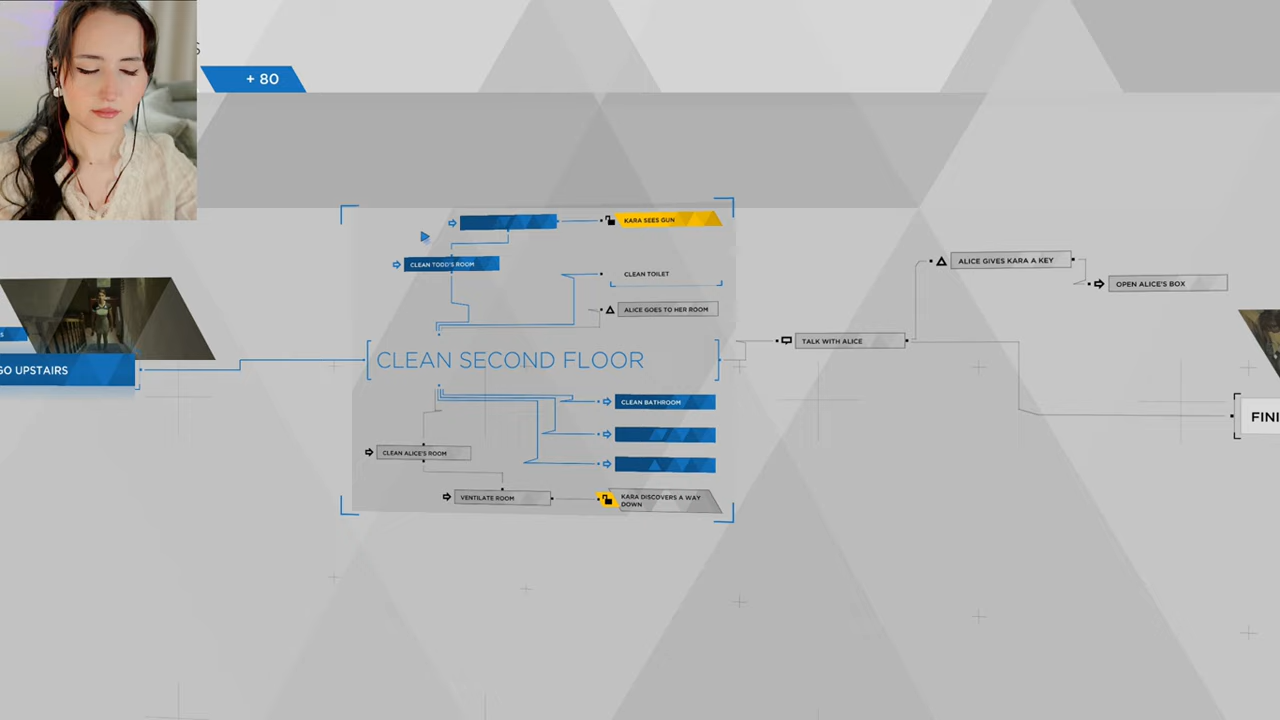 S
+ 80
KARA SEES GUN
CLEAN TODD'S ROOM
CLEAN TOILET
ALICE GOES TO HER ROOM
ALICE GIVES KARA A KEY
OPEN ALICE'S BOX
S
GO UPSTAIRS
CLEAN SECOND FLOOR
TALK WITH ALICE
CLEAN BATHROOM
FINI
CLEAN ALICE'S ROOM
VENTILATE ROOM
KARA DISCOVERS A WAY
DOWN